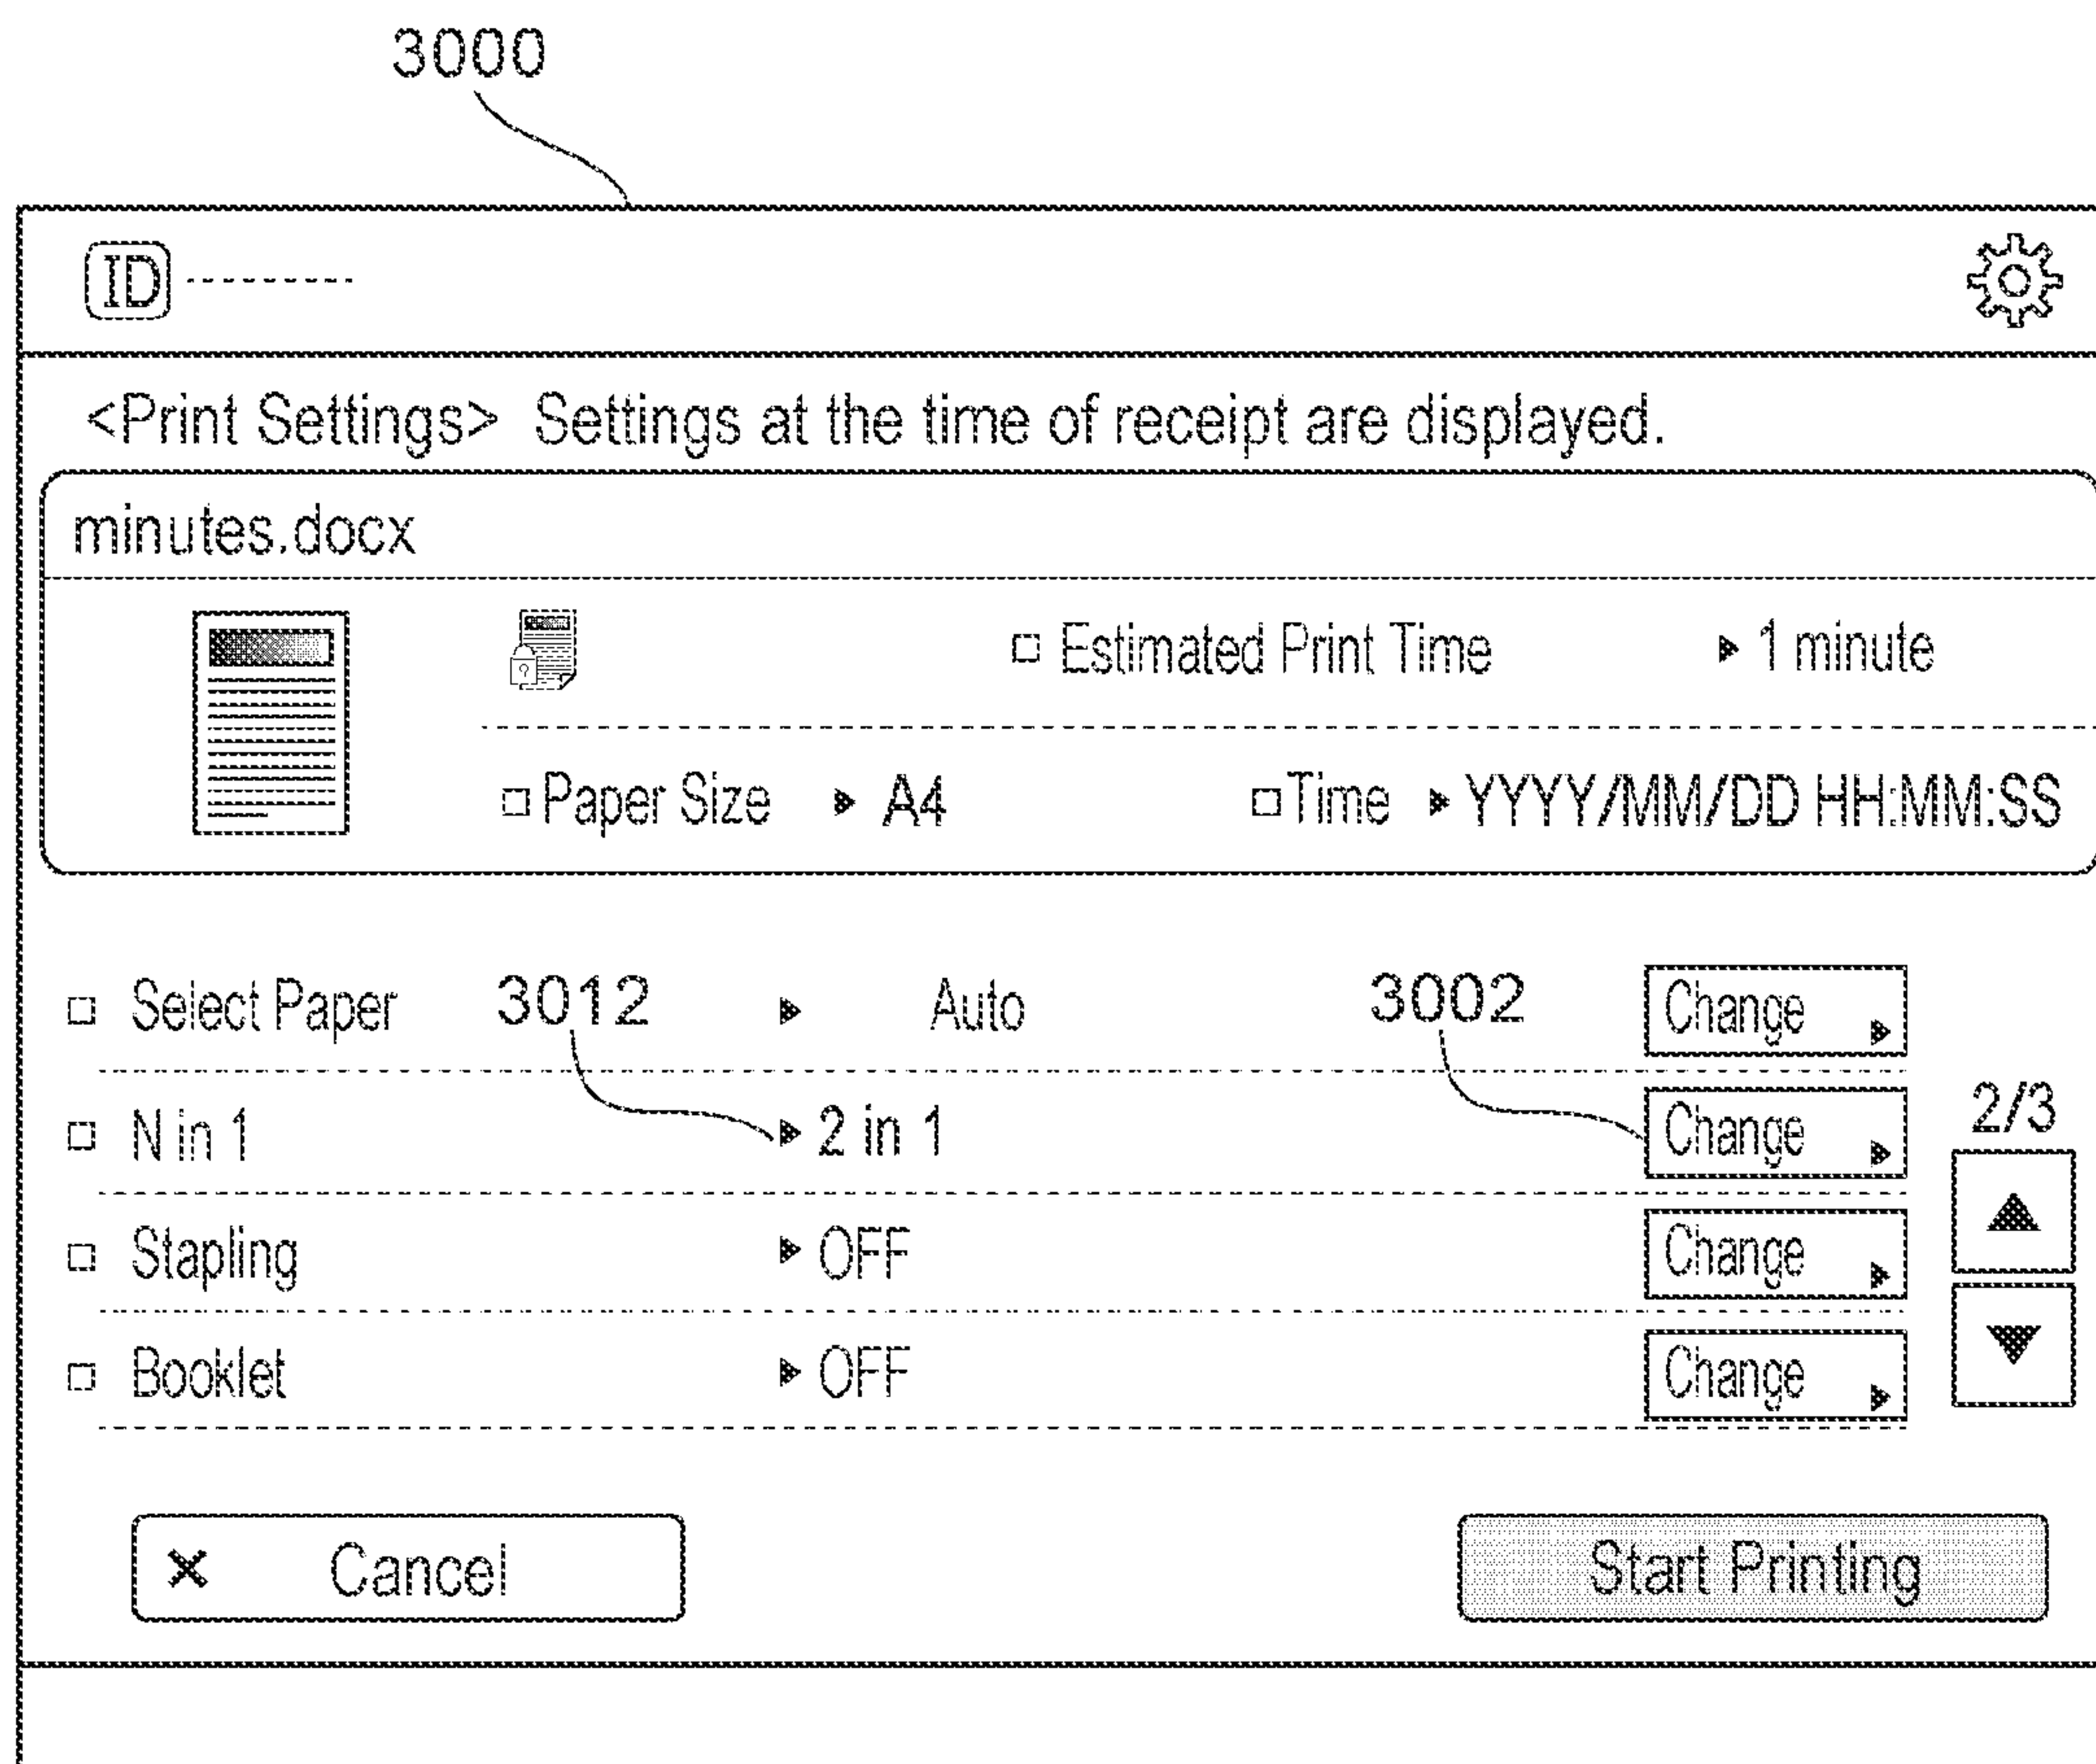 3000
ID ---------
<Print Settings> Settings at the time of receipt are displayed.
minutes.docx
Estimated Print Time 1 minute
Paper Size A4 Time YYYY/MM/DD HH:MM:SS
Select Paper 3012 Auto 3002 Change
N in 1 2 in 1 Change 2/3
Stapling OFF Change
Booklet OFF Change
× Cancel Start Printing